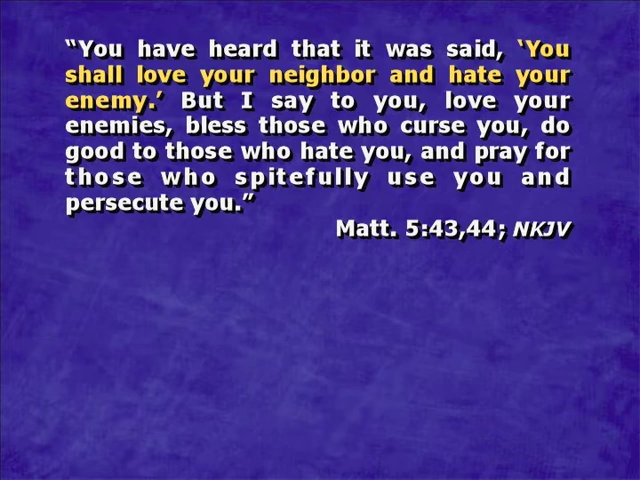 “You have heard that it was said, ‘You
shall love your neighbor and hate your
enemy.’ But I say to you, love your
enemies, bless those who curse you, do
good to those who hate you, and pray for
those who spitefully use you and
persecute you.”
Matt. 5:43,44; NKJV